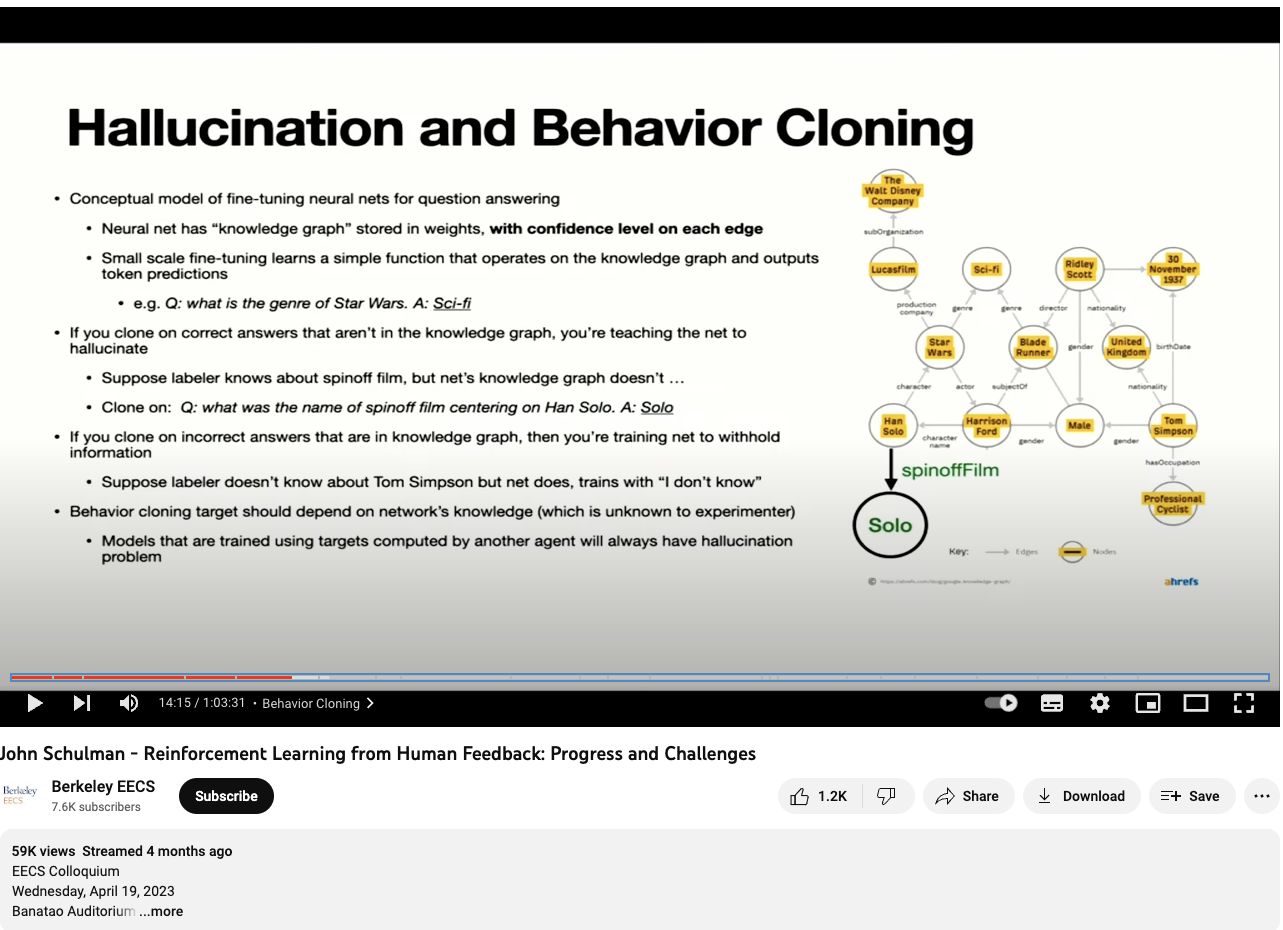 Hallucination and Behavior Cloning
• Conceptual model of fine-tuning neural nets for question answering
• Neural net has “knowledge graph” stored in weights, with confidence level on each edge
• Small scale fine-tuning learns a simple function that operates on the knowledge graph and outputs
token predictions
• e.g. Q: what is the genre of Star Wars. A: Sci-fi
• If you clone on correct answers that aren’t in the knowledge graph, you’re teaching the net to
hallucinate
• Suppose labeler knows about spinoff film, but net’s knowledge graph doesn’t …
• Clone on: Q: what was the name of spinoff film centering on Han Solo. A: Solo
• If you clone on incorrect answers that are in knowledge graph, then you’re training net to withhold
information
• Suppose labeler doesn’t know about Tom Simpson but net does, trains with “I don’t know”
• Behavior cloning target should depend on network’s knowledge (which is unknown to experimenter)
• Models that are trained using targets computed by another agent will always have hallucination
problem
The
Walt Disney
Company
subOrganization
Lucasfilm
Sci-fi
Ridley
Scott
30
November
1937
production
company
genre
genre
director
nationality
Star
Wars
Blade
Runner
gender
United
Kingdom
birthDate
character
actor
subjectOf
nationality
Han
Solo
character
name
Harrison
Ford
gender
Male
gender
Tom
Simpson
hasOccupation
spinoffFilm
Professional
Cyclist
Solo
Key:
Edges
Nodes
https://ahrefs.com/blog/google-knowledge-graph/
ahrefs
14:15 / 1:03:31 • Behavior Cloning
John Schulman - Reinforcement Learning from Human Feedback: Progress and Challenges
Berkeley
EECS
Berkeley EECS
7.6K subscribers
Subscribe
1.2K
Share
Download
Save
59K views Streamed 4 months ago
EECS Colloquium
Wednesday, April 19, 2023
Banatao Auditorium ...more